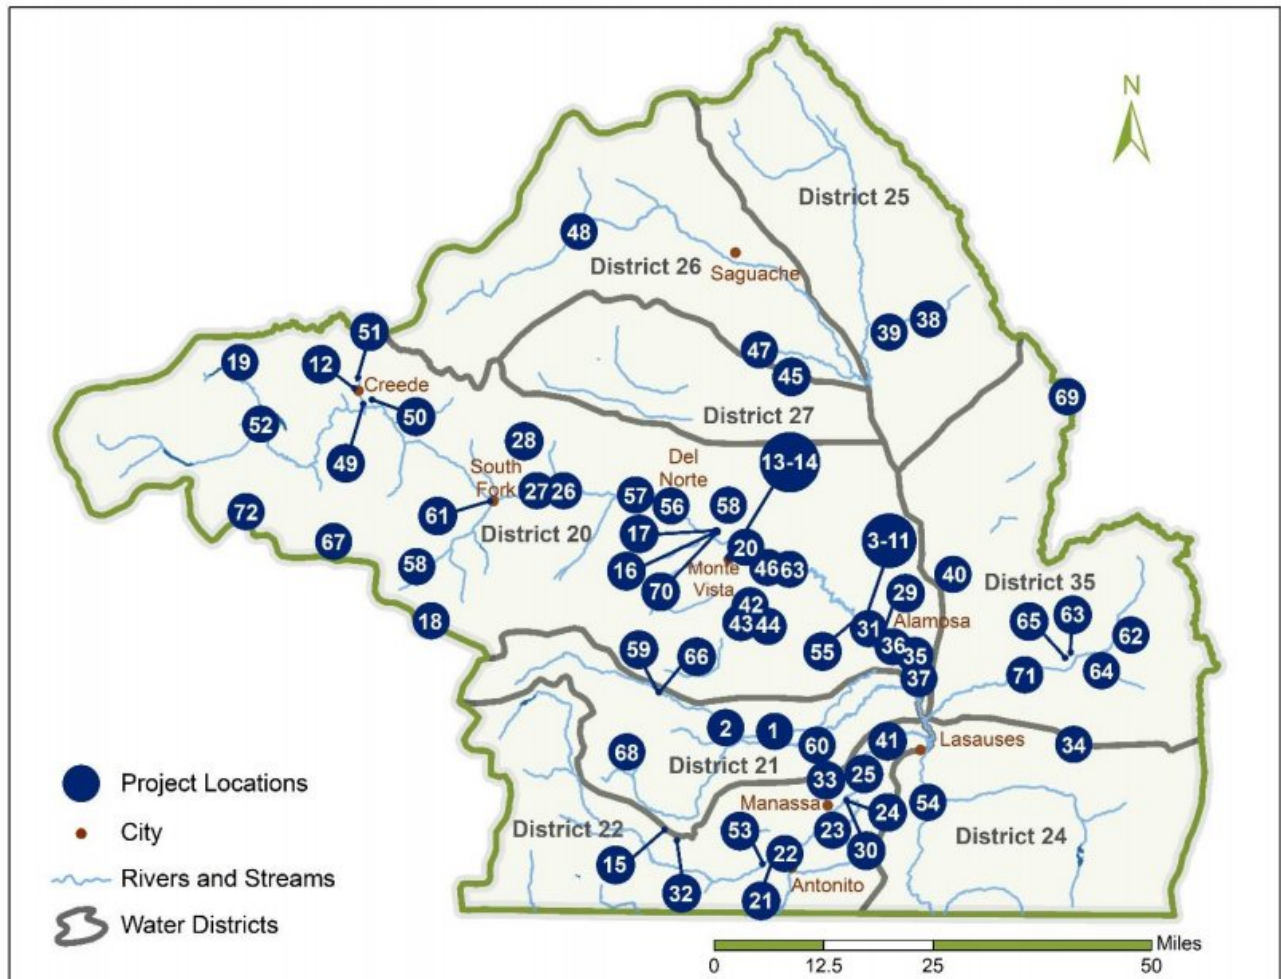 N
District 25
48
District 26
Saguache
51
39
38
19
12
47
45
Creede
69
50
District 27
52
28
13-14
49
South
Fork
Del
Norte
27
26
57
56
58
72
61
District 20
17
3-11
67
20
58
16
Monte
Vista
46
63
40
District 35
70
29
42
Alamosa
65
63
18
43
44
31
62
59
66
55
36
35
71
64
37
2
1
41
Lasauses
34
68
60
District 21
33
25
Project Locations
Manassa
54
District 22
24
City
53
23
District 24
15
22
30
Rivers and Streams
32
Antonito
21
Water Districts
Miles
0
12.5
25
50